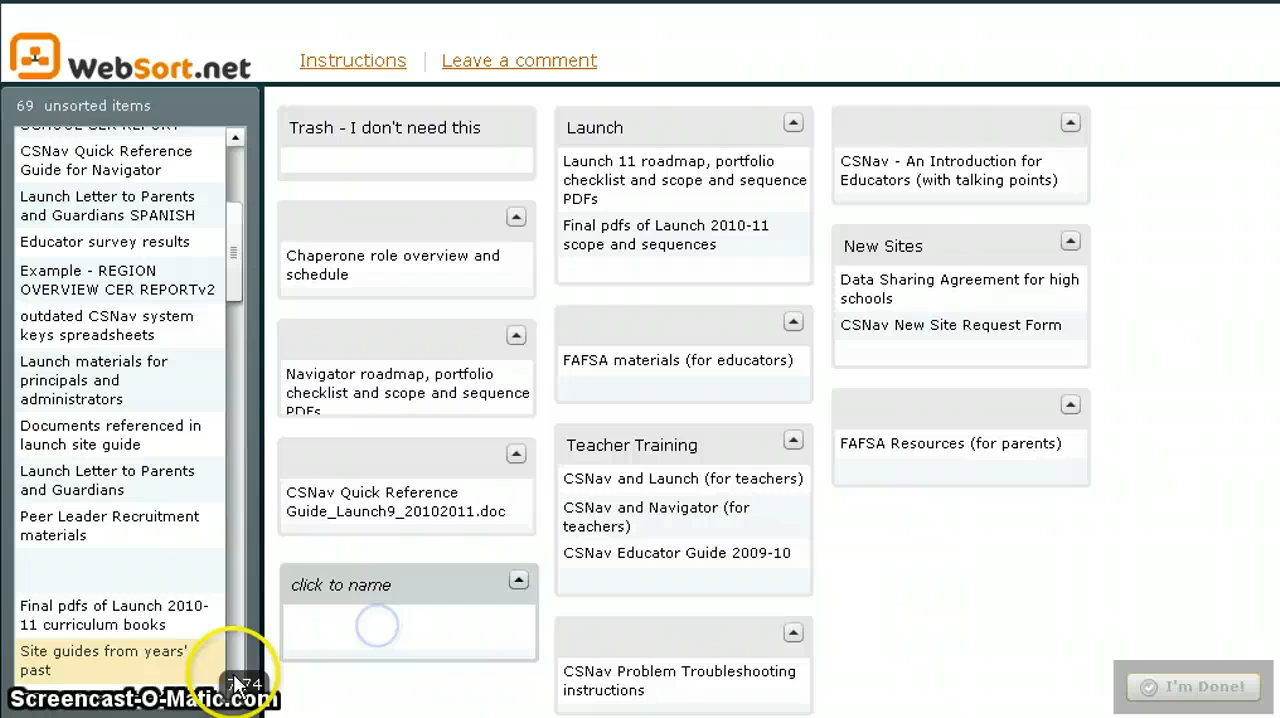 WebSort.net
Instructions
Leave a comment
69 unsorted items
SCHOOL CER REPORT
CSNav Quick Reference
Guide for Navigator
Launch Letter to Parents
and Guardians SPANISH
Educator survey results
Example - REGION
OVERVIEW CER REPORTv2
outdated CSNav system
keys spreadsheets
Launch materials for
principals and
administrators
Documents referenced in
launch site guide
Launch Letter to Parents
and Guardians
Peer Leader Recruitment
materials
Final pdfs of Launch 2010-
11 curriculum books
Site guides from years'
past
Screencast-O-Matic.com
Trash - I don't need this
Chaperone role overview and
schedule
Navigator roadmap, portfolio
checklist and scope and sequence
PDFs
CSNav Quick Reference
Guide_Launch9_20102011.doc
click to name
Launch
Launch 11 roadmap, portfolio
checklist and scope and sequence
PDFs
Final pdfs of Launch 2010-11
scope and sequences
FAFSA materials (for educators)
Teacher Training
CSNav and Launch (for teachers)
CSNav and Navigator (for
teachers)
CSNav Educator Guide 2009-10
CSNav Problem Troubleshooting
instructions
CSNav - An Introduction for
Educators (with talking points)
New Sites
Data Sharing Agreement for high
schools
CSNav New Site Request Form
FAFSA Resources (for parents)
I'm Done!